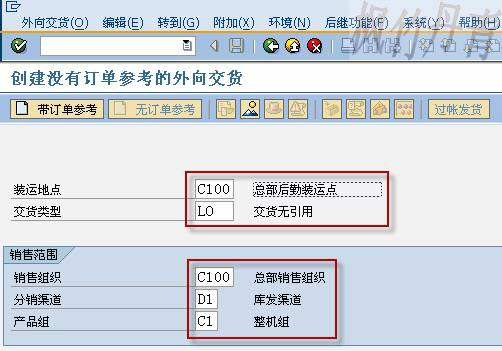 外向交货(O) 编辑(E) 转到(G) 附加(X) 环境(N) 后继功能(F) 系统(Y) 帮助(H)
枫竹丹青
创建没有订单参考的外向交货
带订单参考 无订单参考 过帐发货
装运地点 C100 总部后勤装运点
交货类型 LO 交货无引用
销售范围
销售组织 C100 总部销售组织
分销渠道 D1 库发渠道
产品组 C1 整机组